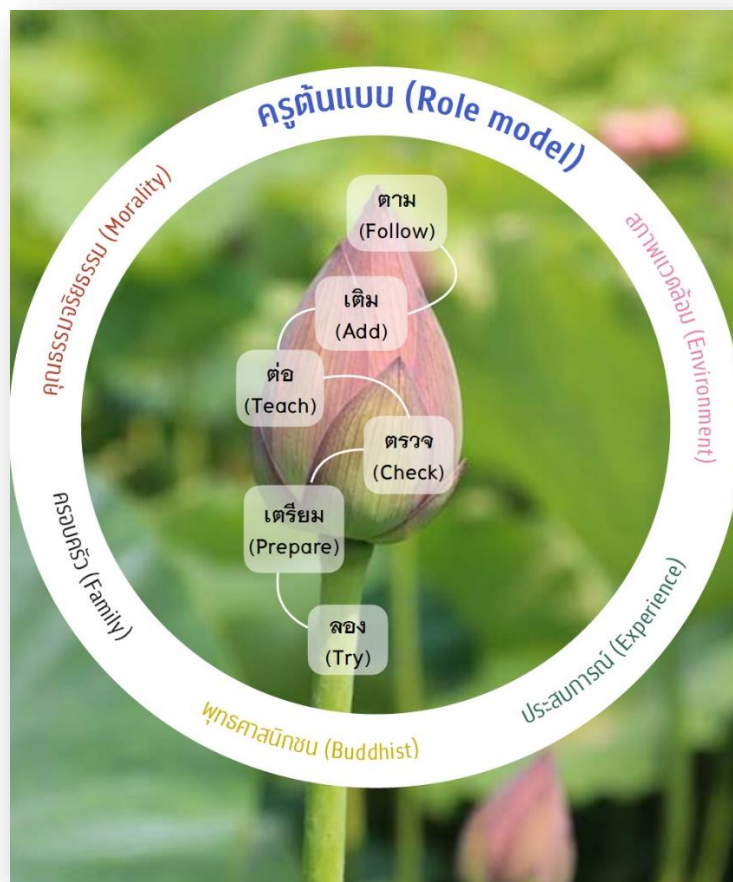 ครูต้นแบบ (Role model)
คุณธรรมจริยธรรม (Morality)
สภาพแวดล้อม (Environment)
ตาม
(Follow)
เติม
(Add)
ต่อ
(Teach)
ตรวจ
(Check)
เตรียม
(Prepare)
ลอง
(Try)
ครอบครัว (Family)
ประสบการณ์ (Experience)
พุทธศาสนิกชน (Buddhist)